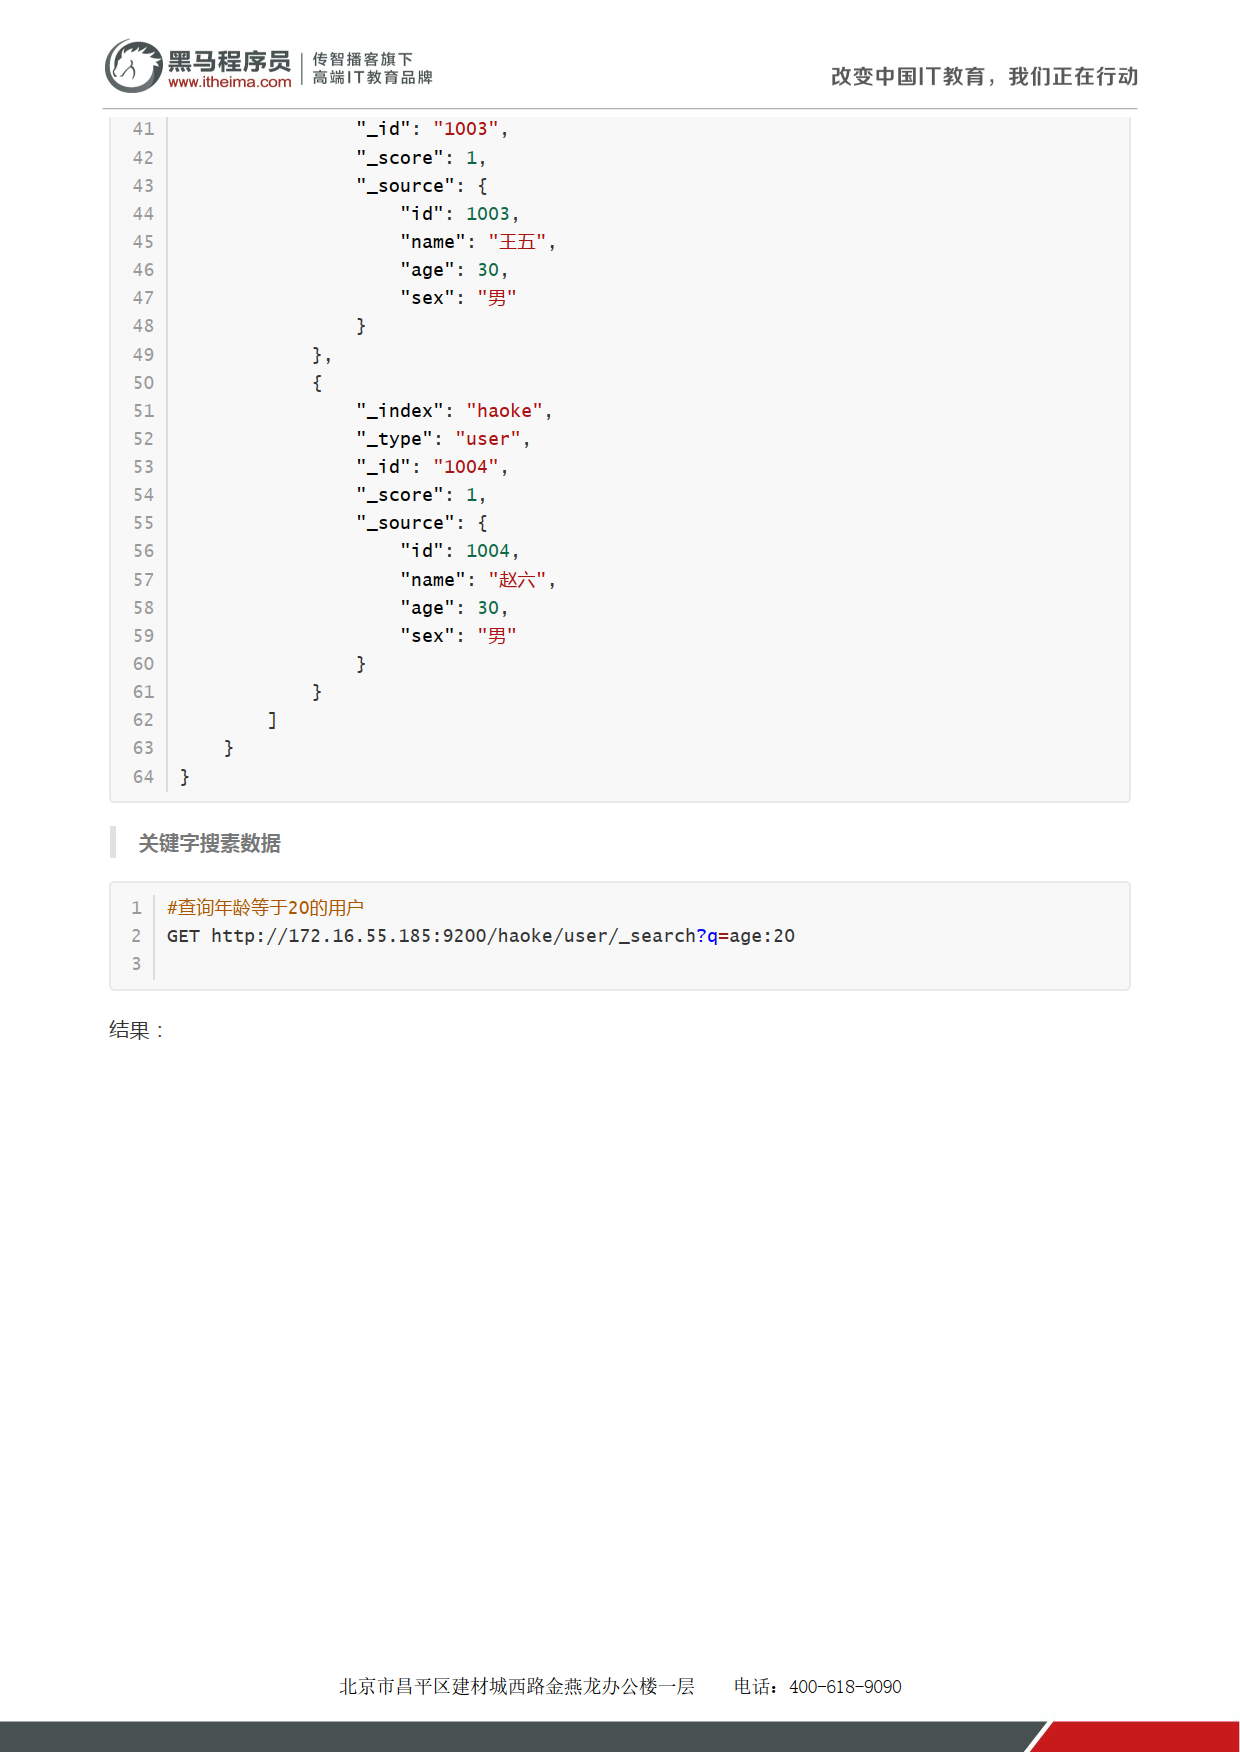 黑马程序员
www.itheima.com
传智播客旗下
高端IT教育品牌
改变中国IT教育，我们正在行动
41 "_id": "1003",
42 "_score": 1,
43 "_source": {
44 "id": 1003,
45 "name": "王五",
46 "age": 30,
47 "sex": "男"
48 }
49 },
50 {
51 "_index": "haoke",
52 "_type": "user",
53 "_id": "1004",
54 "_score": 1,
55 "_source": {
56 "id": 1004,
57 "name": "赵六",
58 "age": 30,
59 "sex": "男"
60 }
61 }
62 ]
63 }
64 }
关键字搜素数据
1 #查询年龄等于20的用户
2 GET http://172.16.55.185:9200/haoke/user/_search?q=age:20
3
结果：
北京市昌平区建材城西路金燕龙办公楼一层 电话：400-618-9090